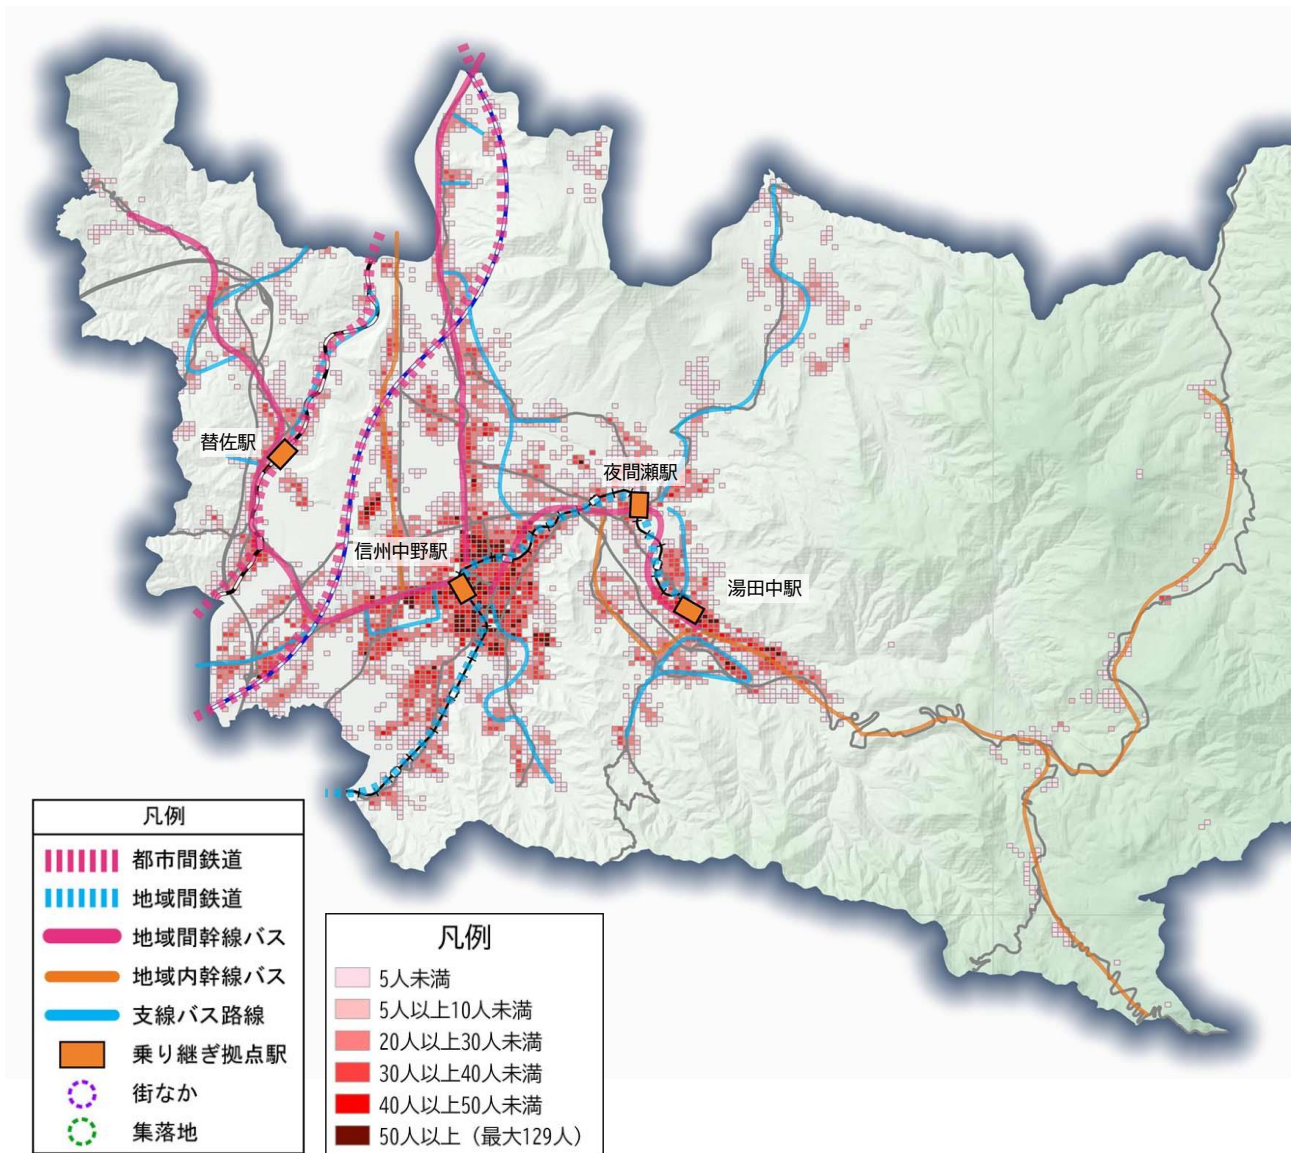 替佐駅
夜間瀬駅
信州中野駅
湯田中駅
凡例
都市間鉄道
地域間鉄道
地域間幹線バス
地域内幹線バス
支線バス路線
乗り継ぎ拠点駅
街なか
集落地
凡例
5人未満
5人以上10人未満
20人以上30人未満
30人以上40人未満
40人以上50人未満
50人以上（最大129人）